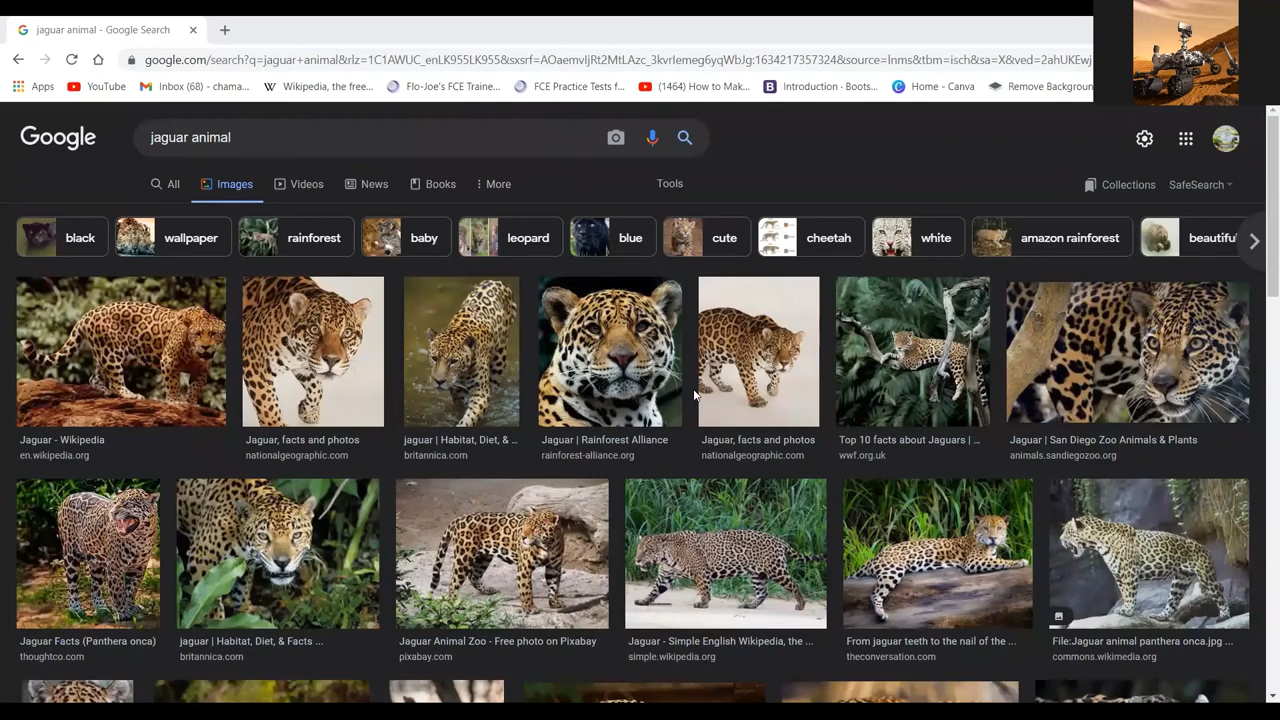 jaguar animal - Google Search
google.com/search?q=jaguar+animal&rlz=1C1AWUC_enLK955LK955&sxsrf=AOaemvIjRt2MtLAzc_3kvrIemeg6yqWbJg:1634217357324&source=lnms&tbm=isch&sa=X&ved=2ahUKEwj
Apps YouTube Inbox (68) - chama... Wikipedia, the free... Flo-Joe's FCE Traine... FCE Practice Tests f... (1464) How to Mak... Introduction · Boots... Home - Canva Remove Backgroun
Google jaguar animal
All Images Videos News Books More Tools Collections SafeSearch
black wallpaper rainforest baby leopard blue cute cheetah white amazon rainforest beautifu
Jaguar - Wikipedia Jaguar, facts and photos jaguar | Habitat, Diet, & ... Jaguar | Rainforest Alliance Jaguar, facts and photos Top 10 facts about Jaguars | ... Jaguar | San Diego Zoo Animals & Plants
en.wikipedia.org nationalgeographic.com britannica.com rainforest-alliance.org nationalgeographic.com wwf.org.uk animals.sandiegozoo.org
Jaguar Facts (Panthera onca) jaguar | Habitat, Diet, & Facts ... Jaguar Animal Zoo - Free photo on Pixabay Jaguar - Simple English Wikipedia, the ... From jaguar teeth to the nail of the ... File:Jaguar animal panthera onca.jpg ...
thoughtco.com britannica.com pixabay.com simple.wikipedia.org theconversation.com commons.wikimedia.org